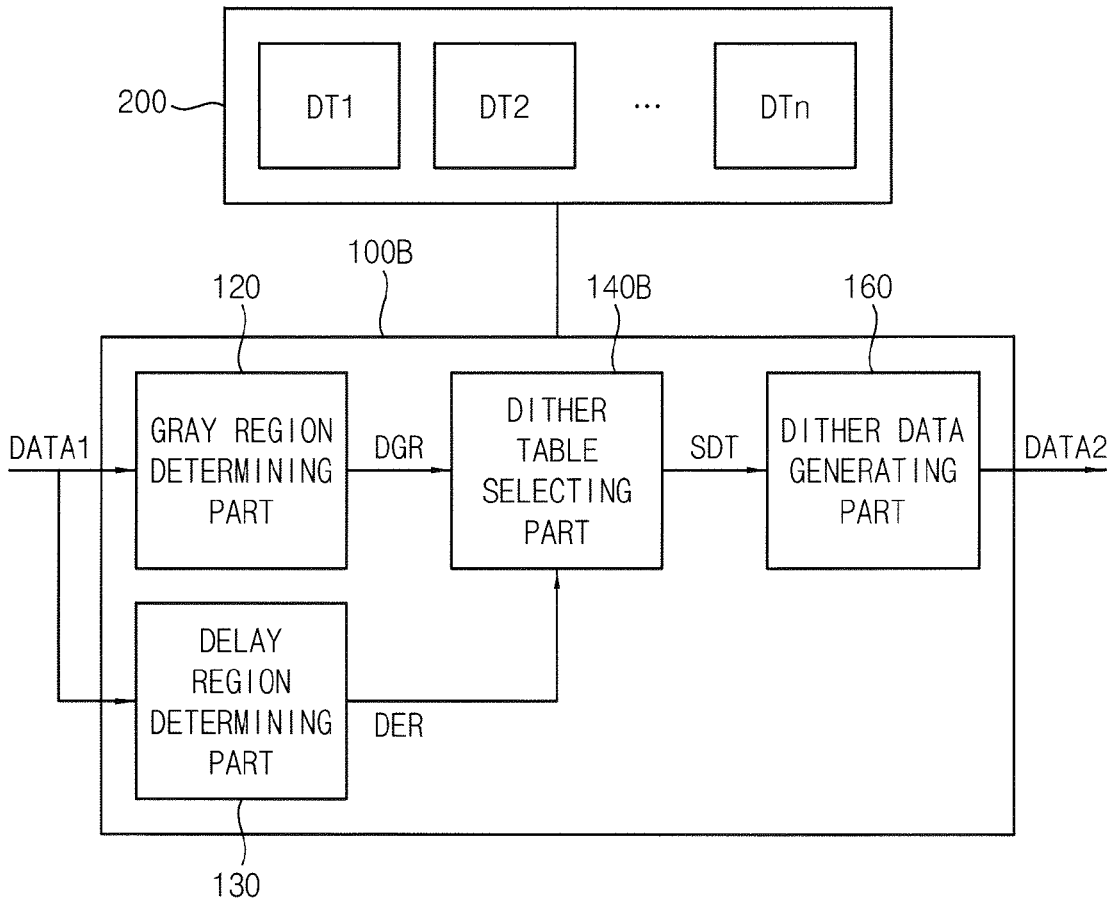 200
DT1
DT2
...
DTn
100B
120
140B
160
DATA1
GRAY REGION
DETERMINING
PART
DGR
DITHER
TABLE
SELECTING
PART
SDT
DITHER DATA
GENERATING
PART
DATA2
DELAY
REGION
DETERMINING
PART
DER
130